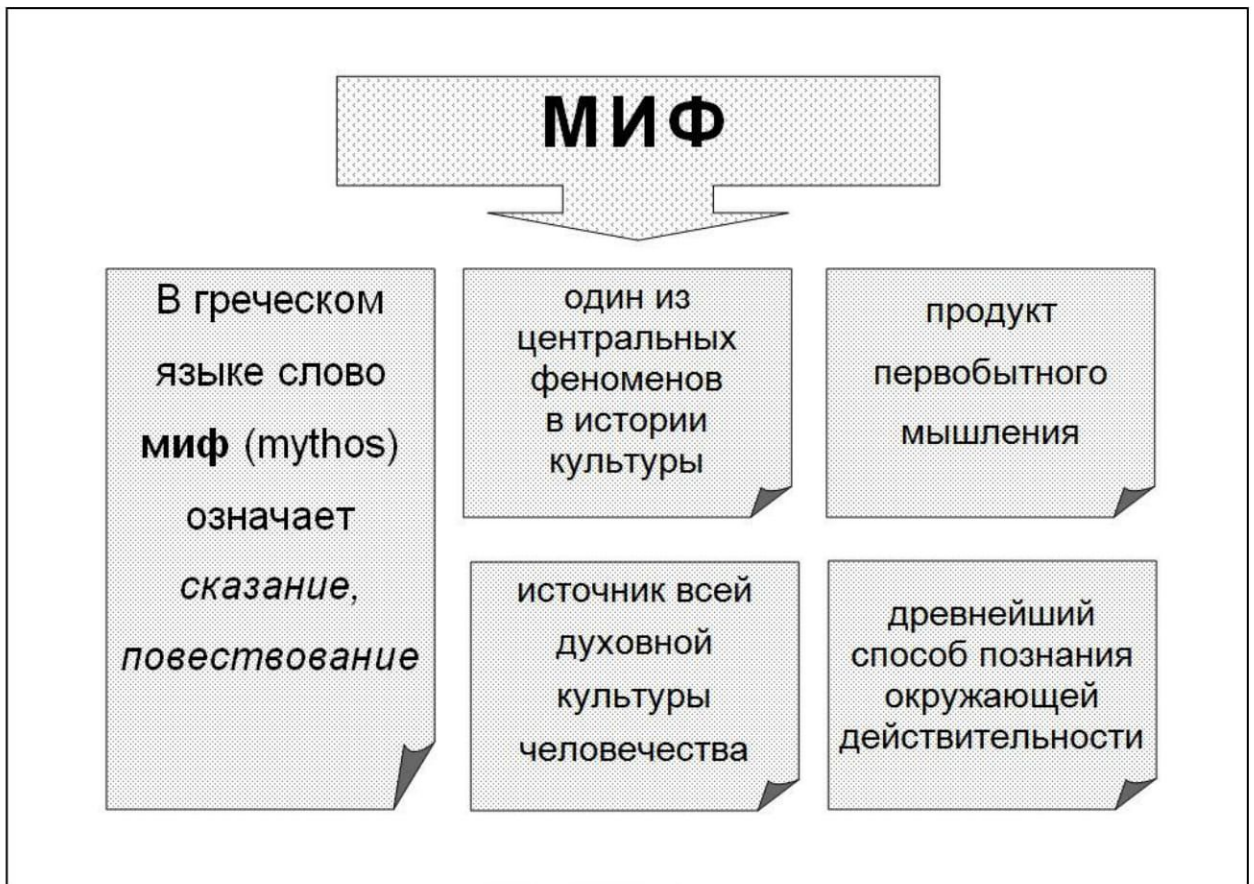 МИФ
В греческом
языке слово
миф (mythos)
означает
сказание,
повествование
один из
центральных
феноменов
в истории
культуры
продукт
первобытного
мышления
источник всей
духовной
культуры
человечества
древнейший
способ познания
окружающей
действительности